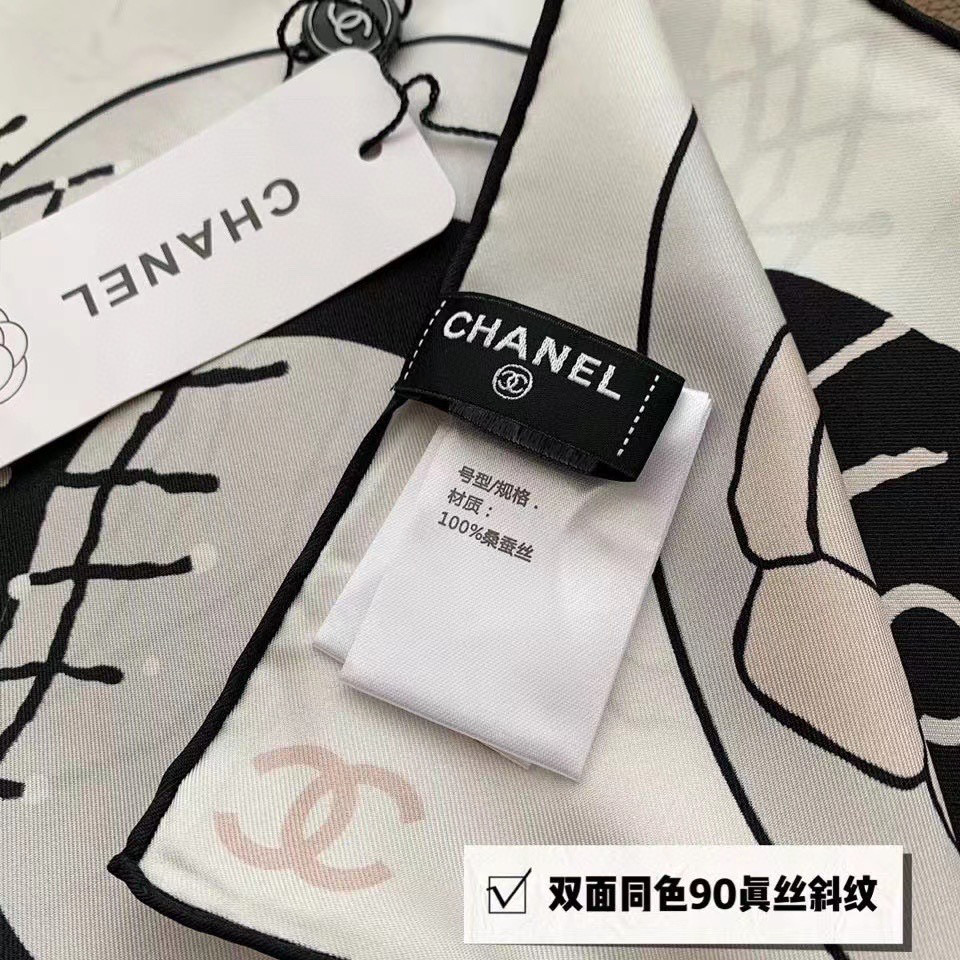 CHANEL
CHANEL
号型/规格.
材质：
100%桑蚕丝
双面同色90真丝斜纹